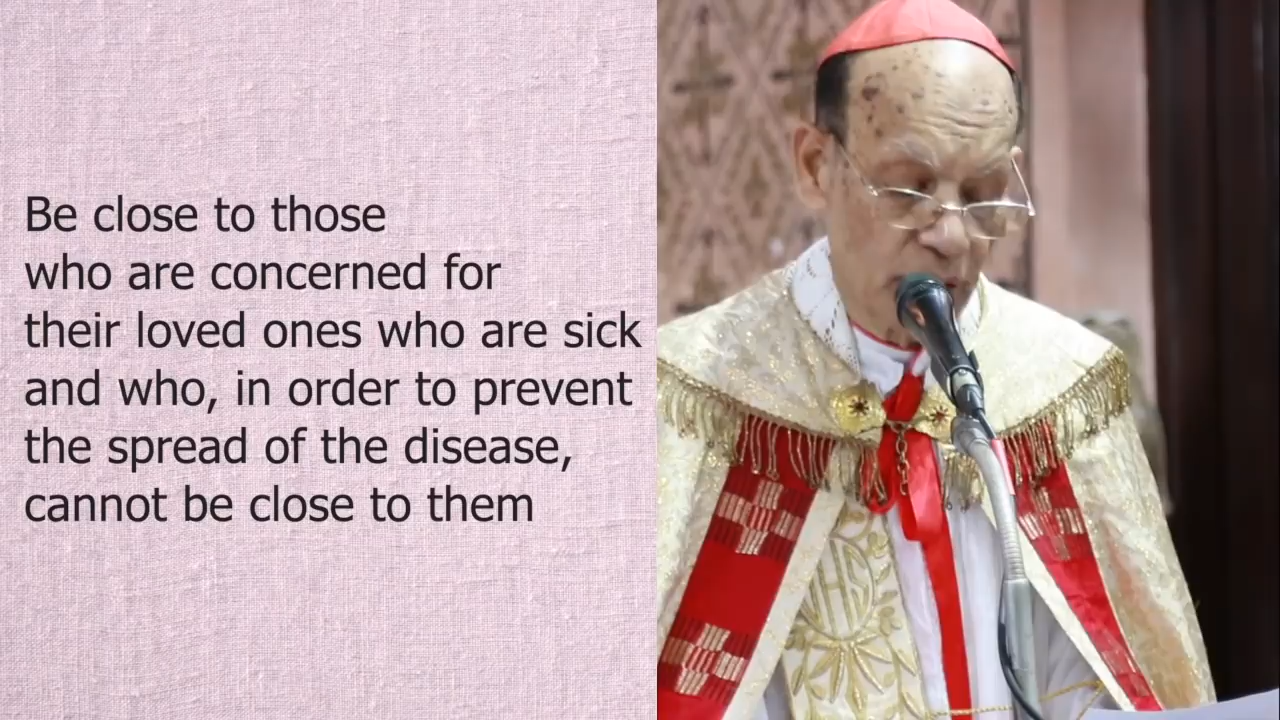 Be close to those
who are concerned for
their loved ones who are sick
and who, in order to prevent
the spread of the disease,
cannot be close to them
IHS